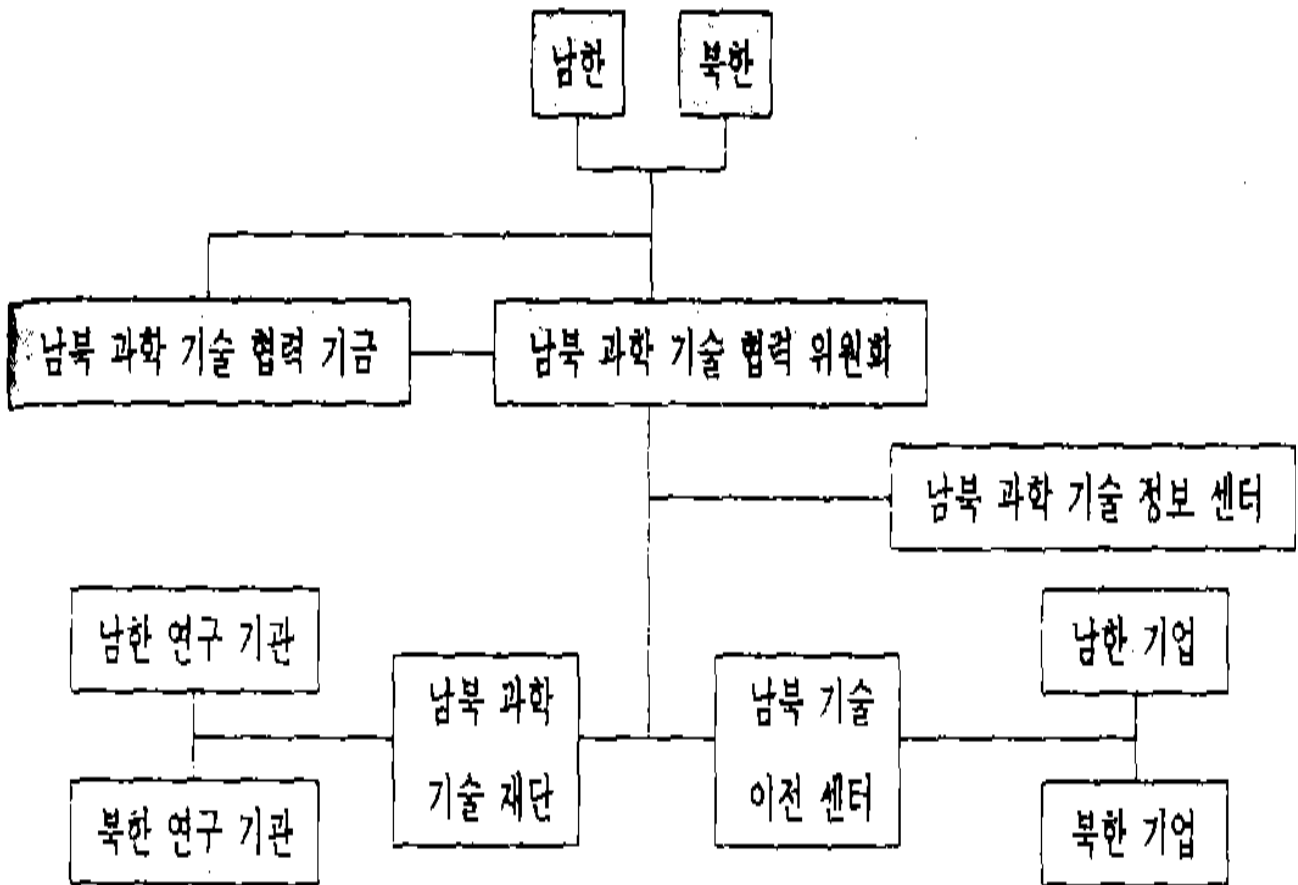 남한
북한
남북 과학 기술 협력 기금
남북 과학 기술 협력 위원회
남북 과학 기술 정보 센터
남한 연구 기관
남한 기업
남북 과학
기술 재단
남북 기술
이전 센터
북한 연구 기관
북한 기업